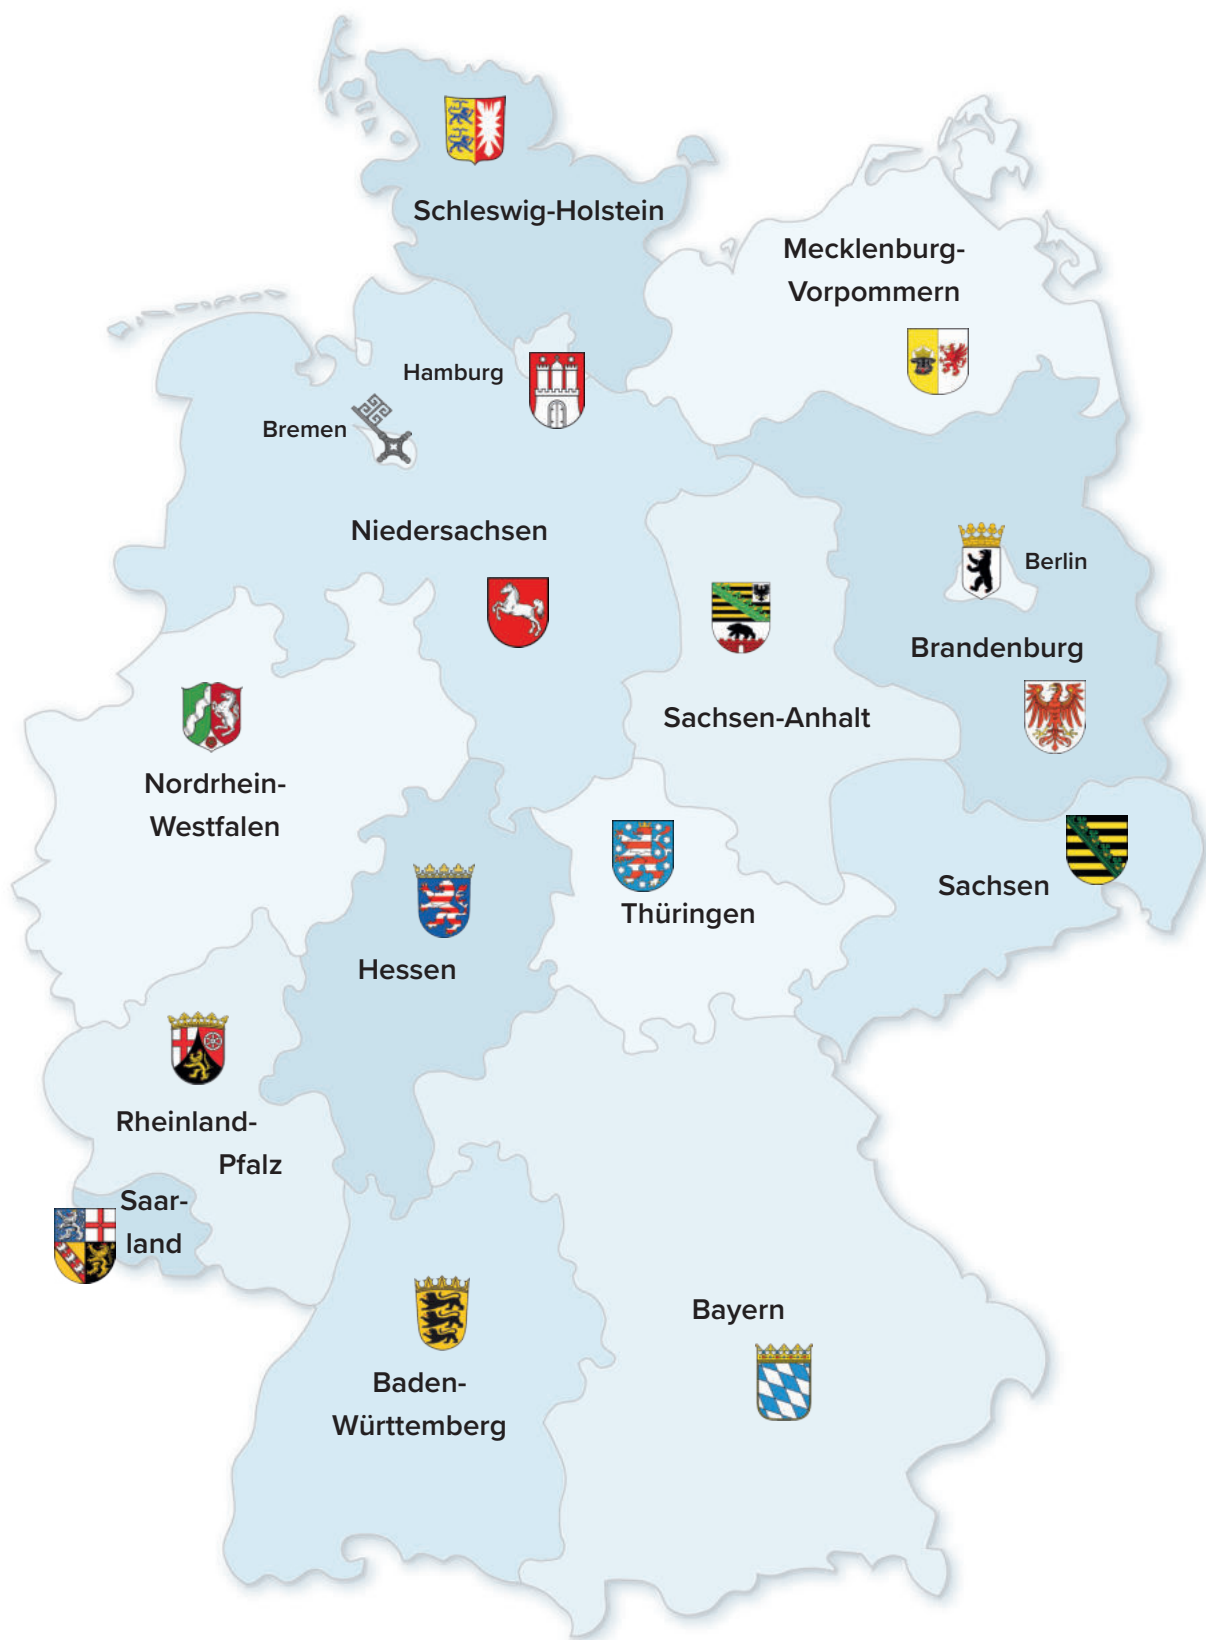 Schleswig-Holstein
Mecklenburg-
Vorpommern
Hamburg
Bremen
Niedersachsen
Berlin
Brandenburg
Sachsen-Anhalt
Nordrhein-
Westfalen
Sachsen
Thüringen
Hessen
Rheinland-
Pfalz
Saar-
land
Bayern
Baden-
Württemberg